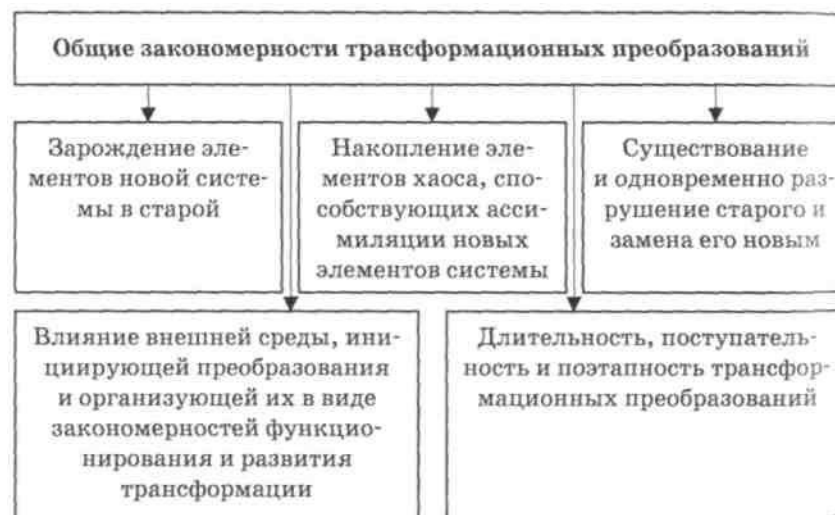 Общие закономерности трансформационных преобразований
Зарождение эле-
ментов новой систе-
мы в старой
Накопление эле-
ментов хаоса, спо-
собствующих асси-
миляции новых
элементов системы
Существование
и одновременно раз-
рушение старого и
замена его новым
Влияние внешней среды, ини-
циирующей преобразования
и организующей их в виде
закономерностей функцио-
нирования и развития
трансформации
Длительность, поступатель-
ность и поэтапность трансфор-
мационных преобразований